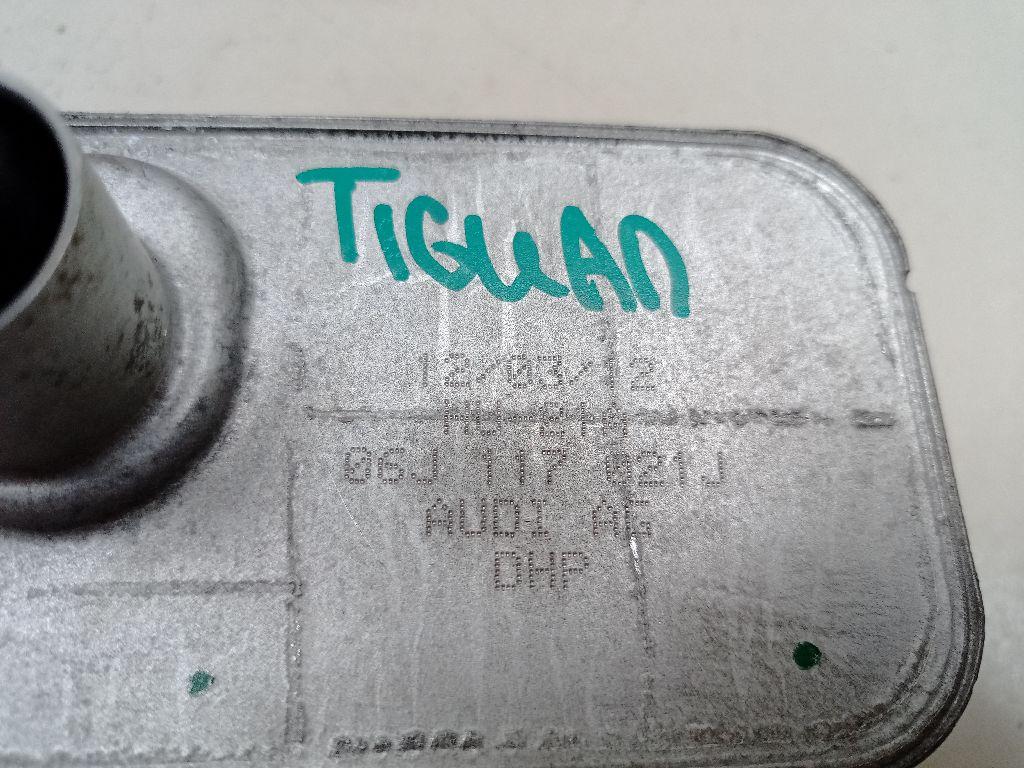 TIGUAN
12/03/12
06J 117 021J
AUDI AG
DHP